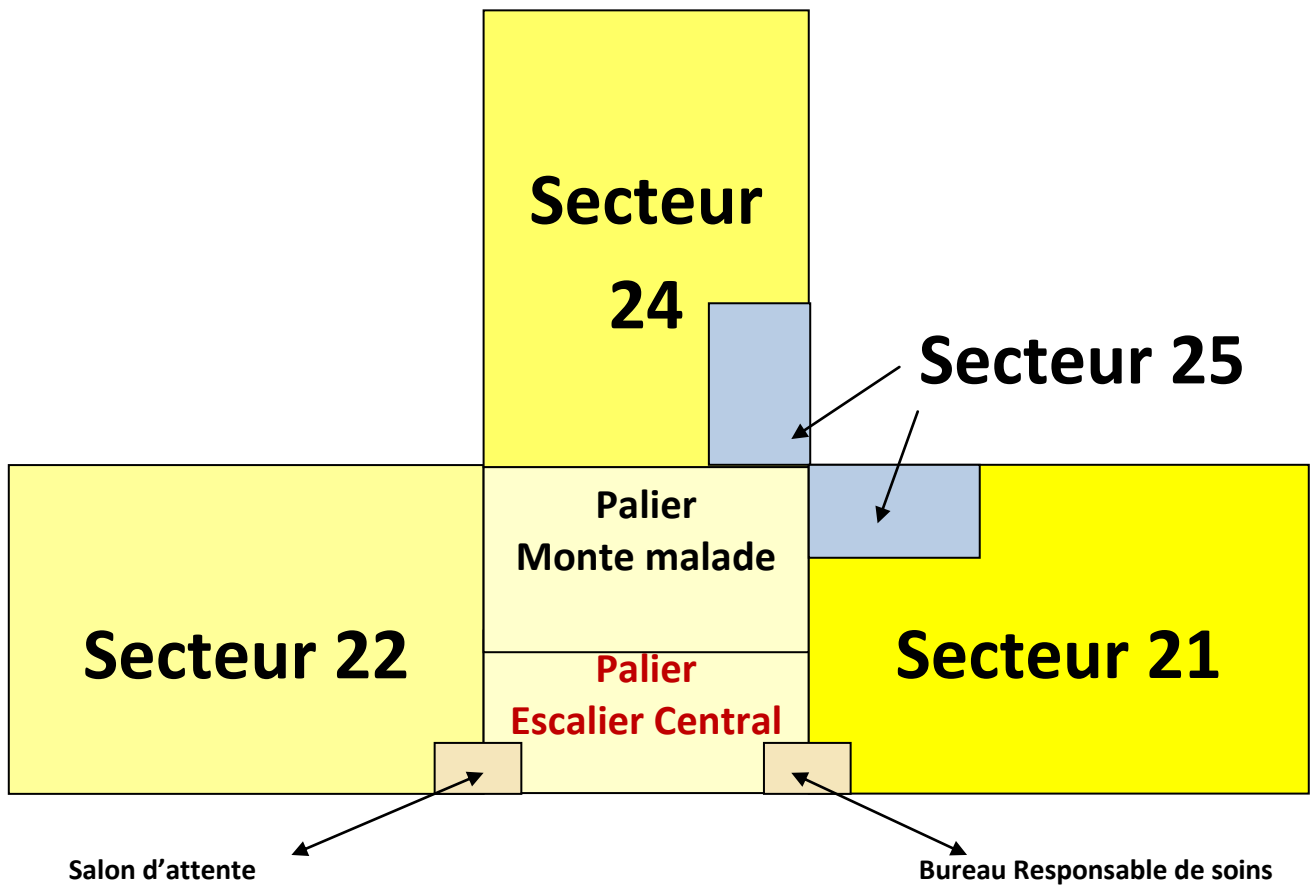 Secteur
24
Secteur 25
Palier
Monte malade
Secteur 22
Secteur 21
Palier
Escalier Central
Salon d’attente
Bureau Responsable de soins